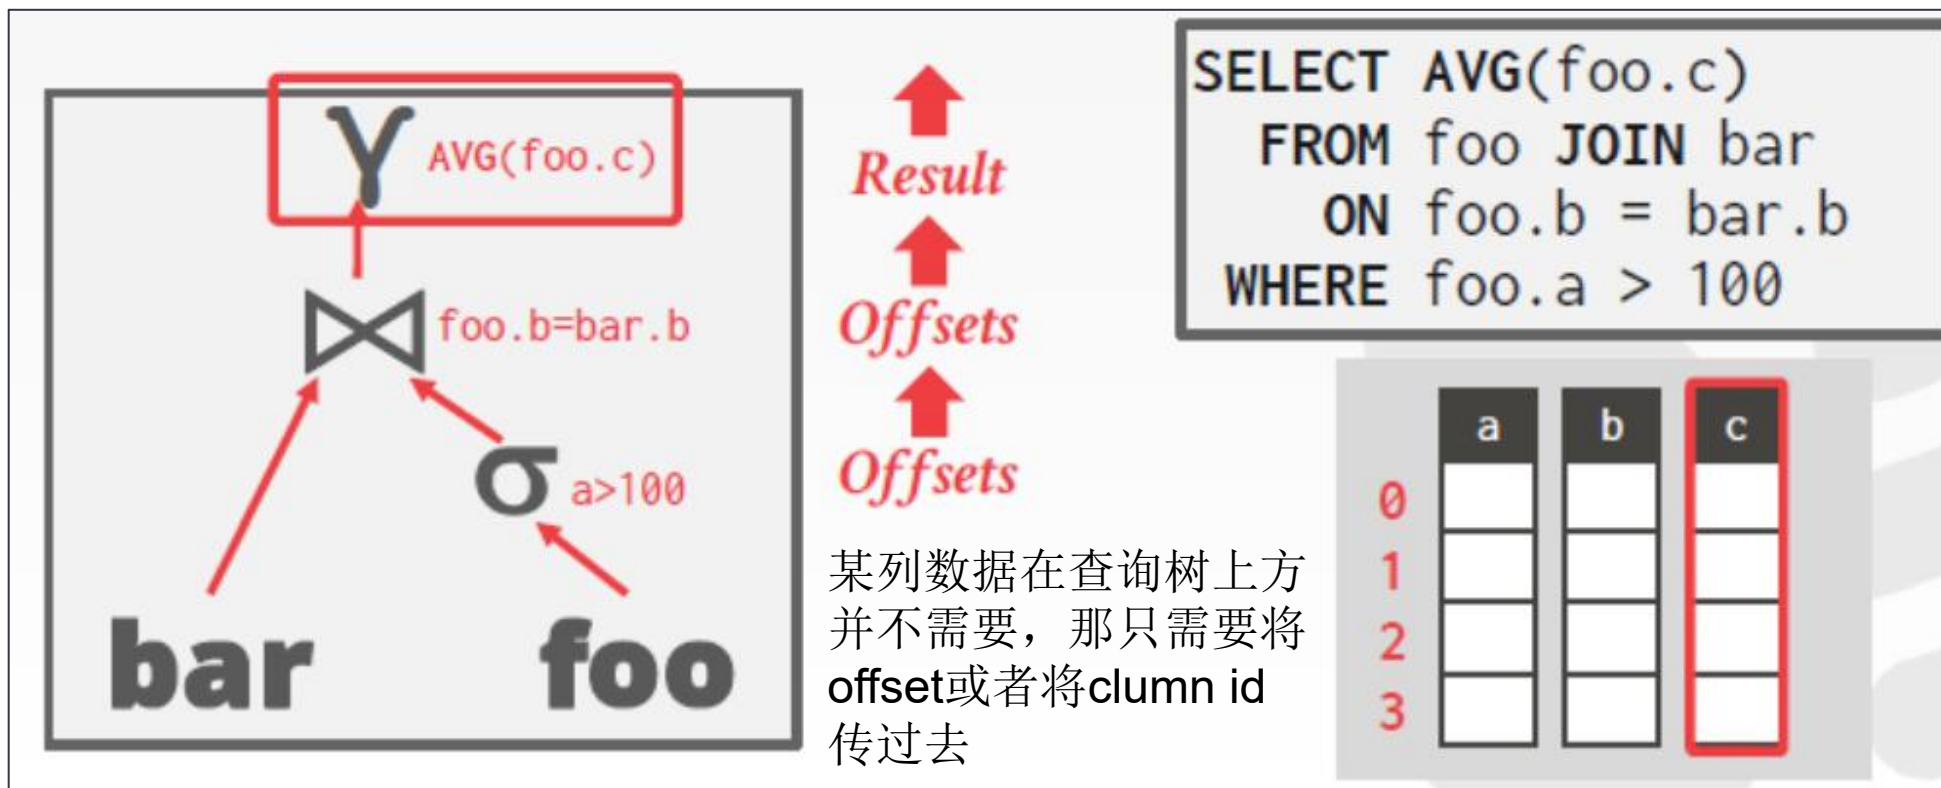 γ AVG(foo.c)
⋈ foo.b=bar.b
σ a>100
bar foo
Result
Offsets
Offsets
某列数据在查询树上方
并不需要，那只需要将
offset或者将clumn id
传过去
SELECT AVG(foo.c)
FROM foo JOIN bar
ON foo.b = bar.b
WHERE foo.a > 100
a b c
0
1
2
3